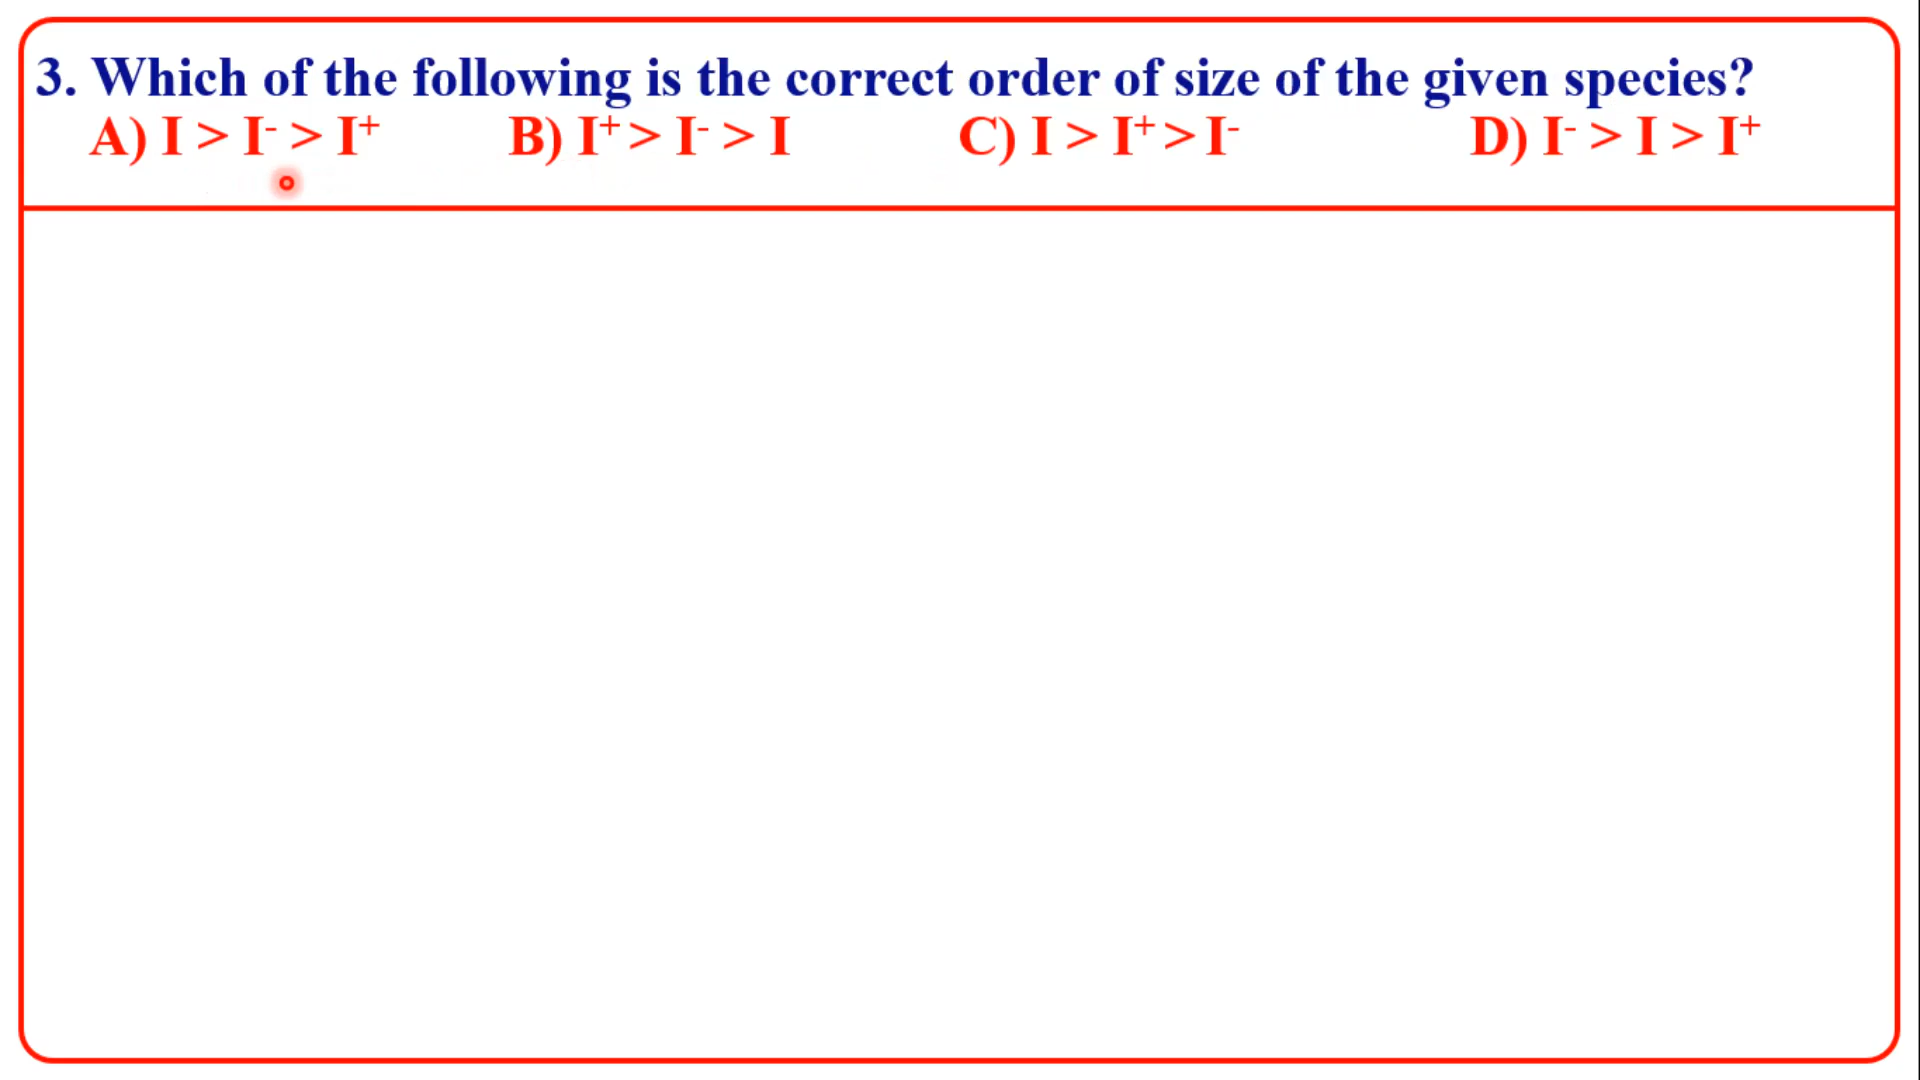 3. Which of the following is the correct order of size of the given species?
A) I > I⁻ > I⁺ B) I⁺ > I⁻ > I C) I > I⁺ > I⁻ D) I⁻ > I > I⁺